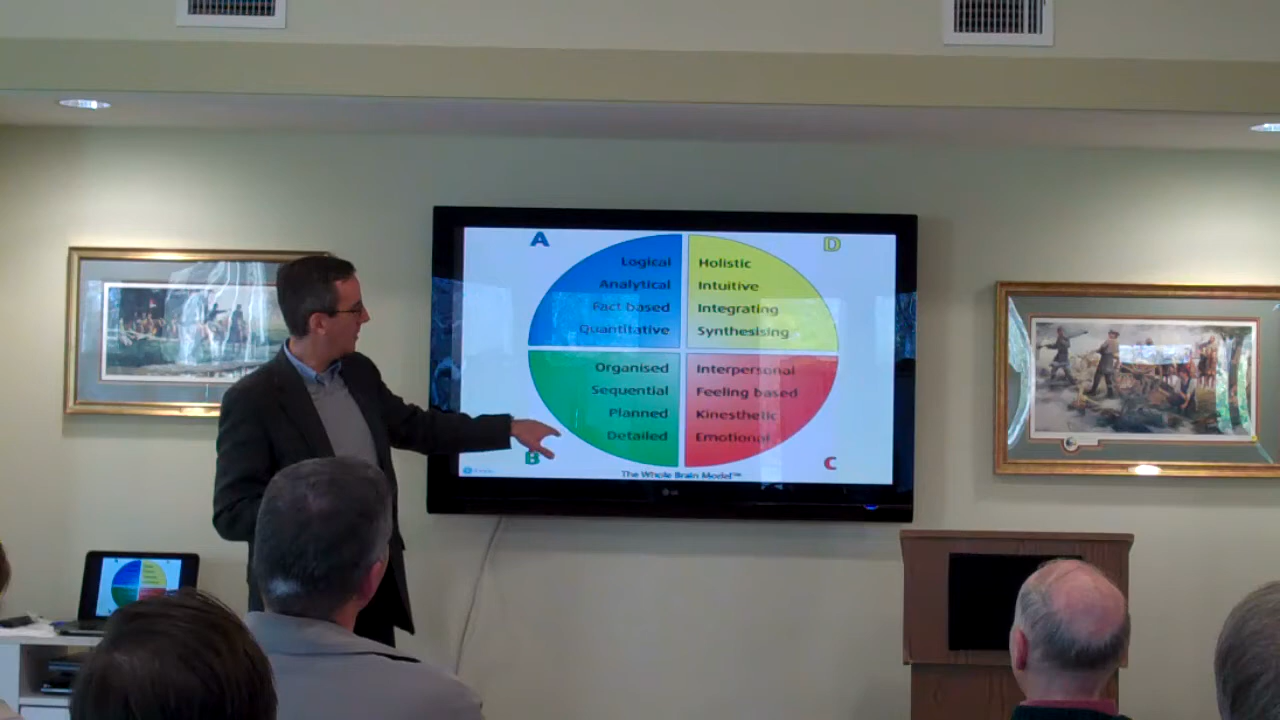 A
D
Logical
Analytical
Fact based
Quantitative
Holistic
Intuitive
Integrating
Synthesising
Organised
Sequential
Planned
Detailed
Interpersonal
Feeling based
Kinesthetic
Emotional
B
C
The Whole Brain Model™
LG